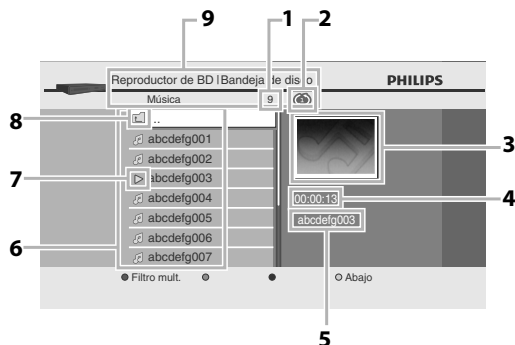 9 1 2
Reproductor de BD | Bandeja de disco PHILIPS
Música 9
8 ..
abcdefg001 3
abcdefg002
7 abcdefg003
abcdefg004 00:00:13 4
abcdefg005 abcdefg003
abcdefg006
6 abcdefg007
Filtro mult. Abajo
5